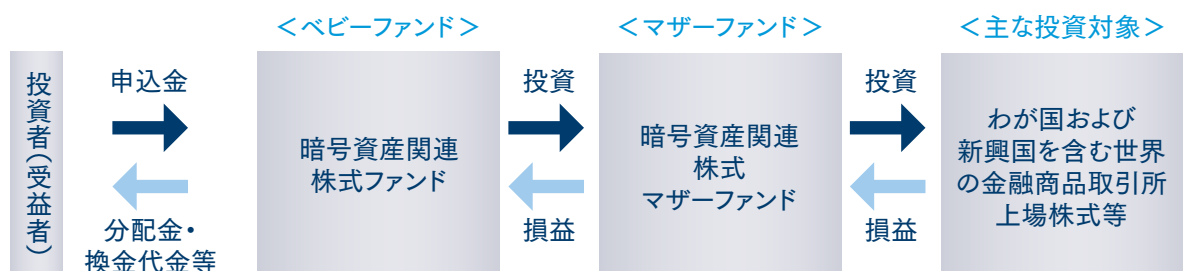 ＜ベビーファンド＞
＜マザーファンド＞
＜主な投資対象＞
投資者（受益者）
申込金
分配金・
換金代金等
暗号資産関連
株式ファンド
投資
損益
暗号資産関連
株式
マザーファンド
投資
損益
わが国および
新興国を含む世界
の金融商品取引所
上場株式等